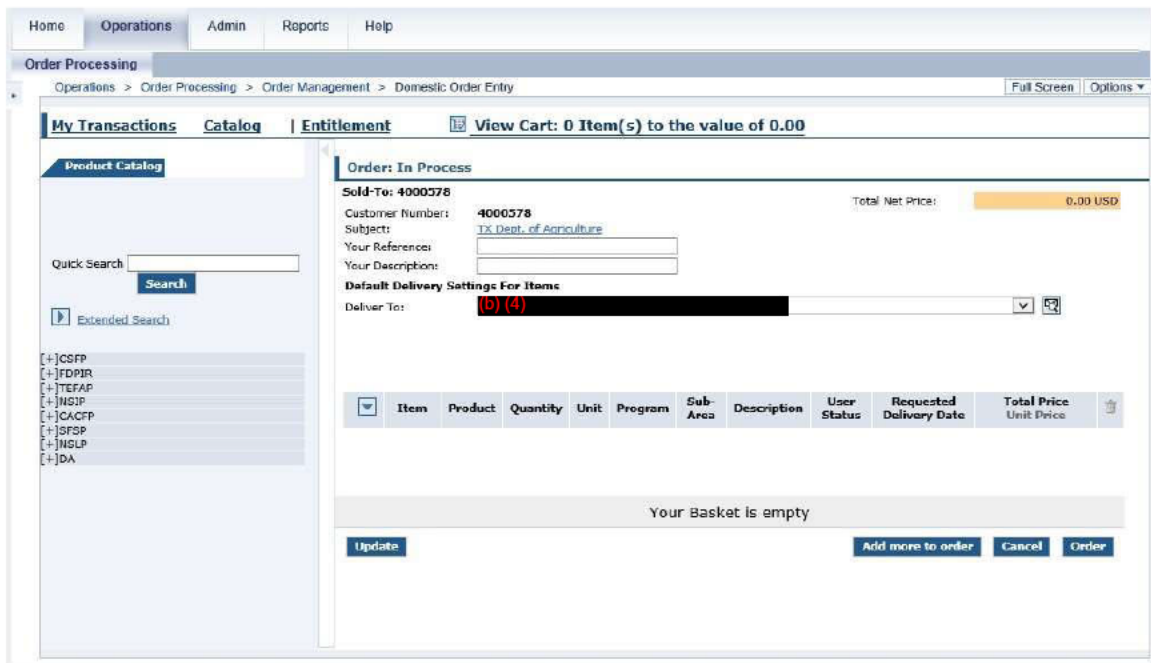 Home Operations Admin Reports Help
Order Processing
Operations > Order Processing > Order Management > Domestic Order Entry Full Screen Options
My Transactions Catalog | Entitlement View Cart: 0 Item(s) to the value of 0.00
Product Catalog
Quick Search
Search
Extended Search
[+]CSFP
[+]FDPIR
[+]TEFAP
[+]NSIP
[+]CACFP
[+]SFSP
[+]NSLP
[+]DA
Order: In Process
Sold-To: 4000578
Total Net Price: 0.00 USD
Customer Number: 4000578
Subject: TX Dept. of Agriculture
Your Reference:
Your Description:
Default Delivery Settings For Items
Deliver To: (b) (4)
Item Product Quantity Unit Program Sub-Area Description User Status Requested Delivery Date Total Price Unit Price
Your Basket is empty
Update Add more to order Cancel Order